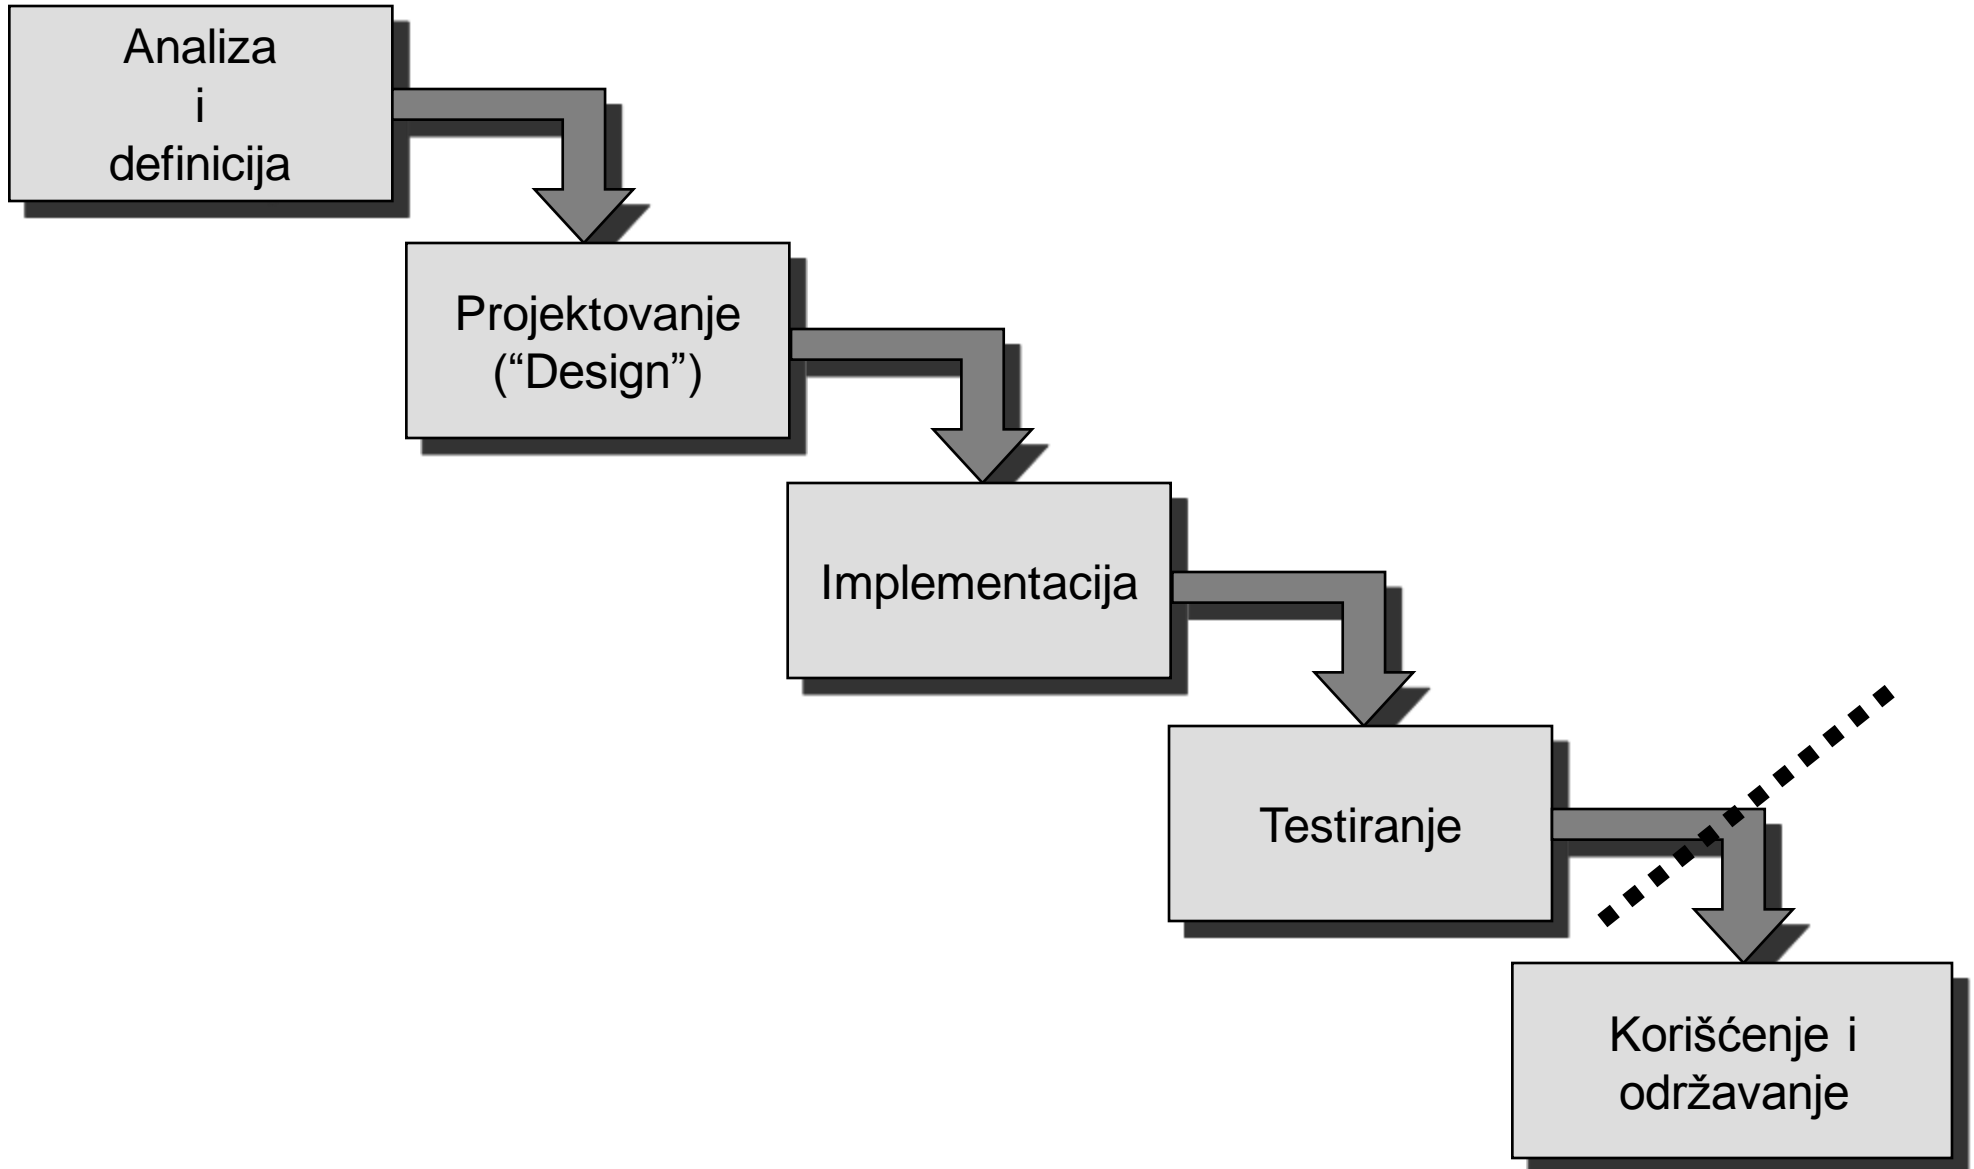 Analiza
i
definicija
Projektovanje
(“Design”)
Implementacija
Testiranje
Korišćenje i
održavanje